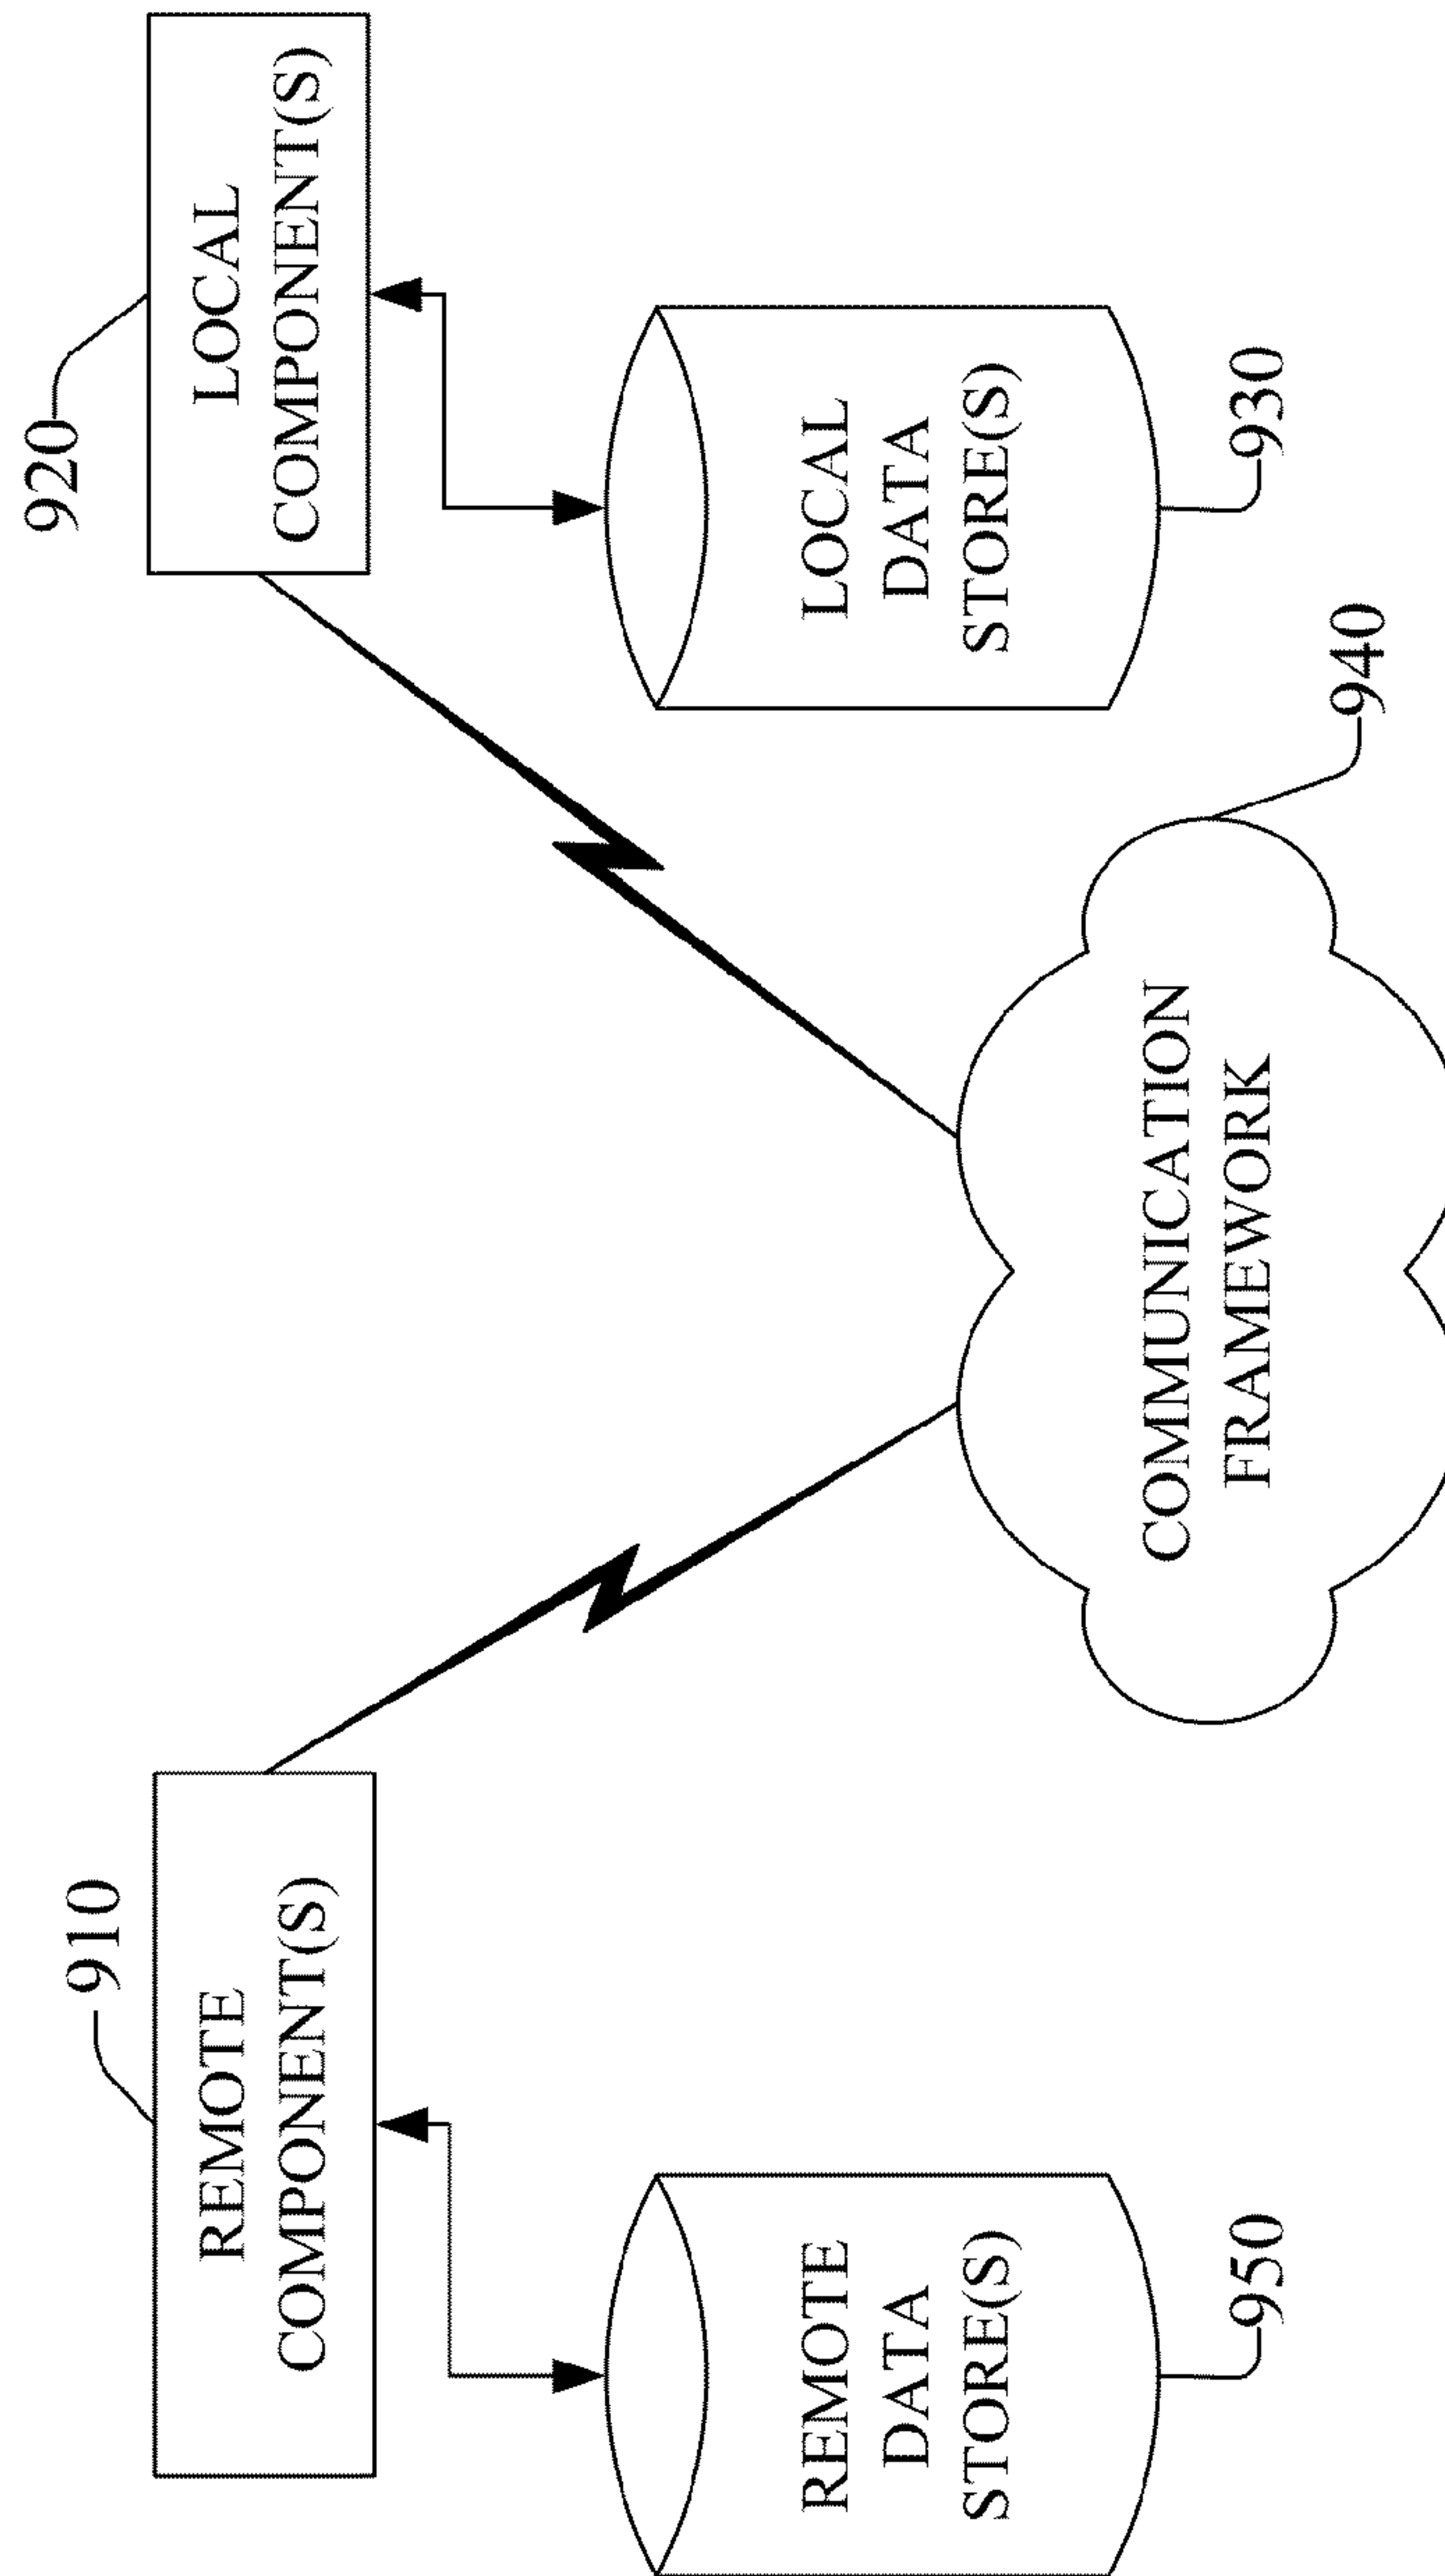 910
REMOTE
COMPONENT(S)
920
LOCAL
COMPONENT(S)
REMOTE
DATA
STORE(S)
950
LOCAL
DATA
STORE(S)
930
940
COMMUNICATION
FRAMEWORK